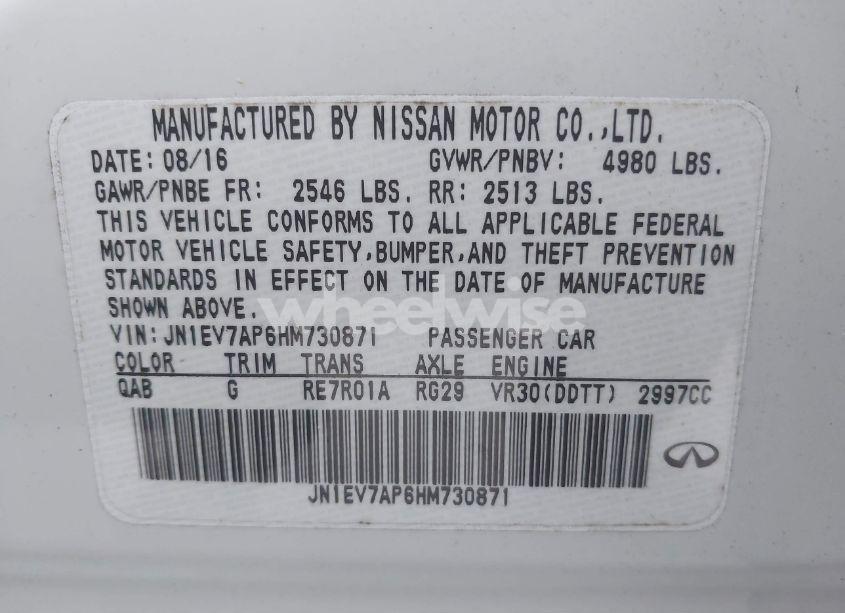 MANUFACTURED BY NISSAN MOTOR CO.,LTD.
DATE: 08/16 GVWR/PNBV: 4980 LBS.
GAWR/PNBE FR: 2546 LBS. RR: 2513 LBS.
THIS VEHICLE CONFORMS TO ALL APPLICABLE FEDERAL
MOTOR VEHICLE SAFETY,BUMPER,AND THEFT PREVENTION
STANDARDS IN EFFECT ON THE DATE OF MANUFACTURE
SHOWN ABOVE.
wheelwise
VIN:JN1EV7AP6HM730871 PASSENGER CAR
COLOR TRIM TRANS AXLE ENGINE
QAB G RE7R01A RG29 VR30(DDTT) 2997CC
JN1EV7AP6HM730871